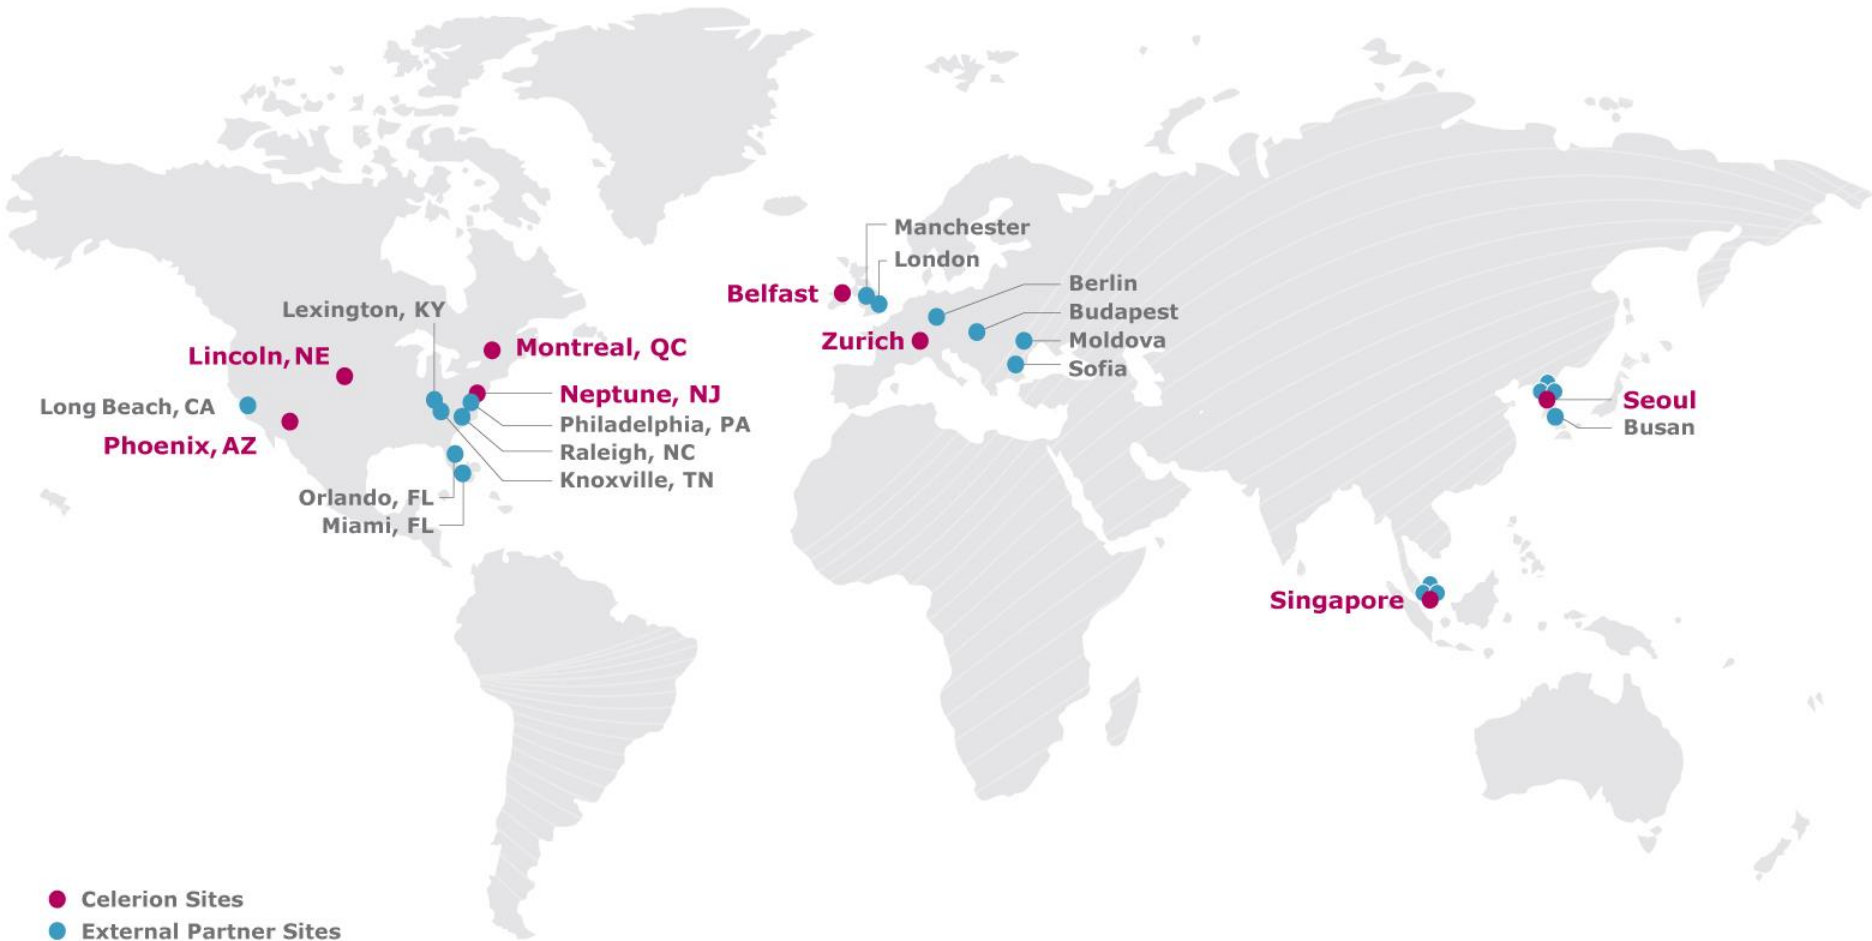 Manchester
London
Belfast
Berlin
Budapest
Moldova
Sofia
Zurich
Lexington, KY
Lincoln, NE
Montreal, QC
Long Beach, CA
Phoenix, AZ
Neptune, NJ
Philadelphia, PA
Raleigh, NC
Knoxville, TN
Orlando, FL
Miami, FL
Seoul
Busan
Singapore
Celerion Sites
External Partner Sites